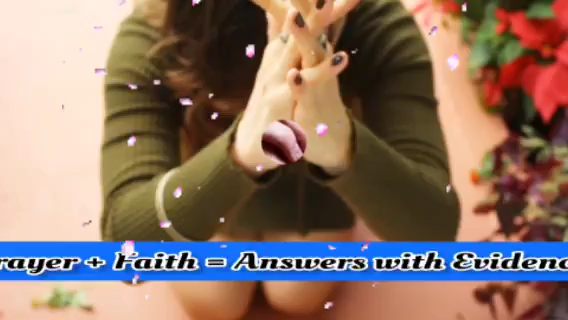 rayer + Faith = Answers with Evidenc